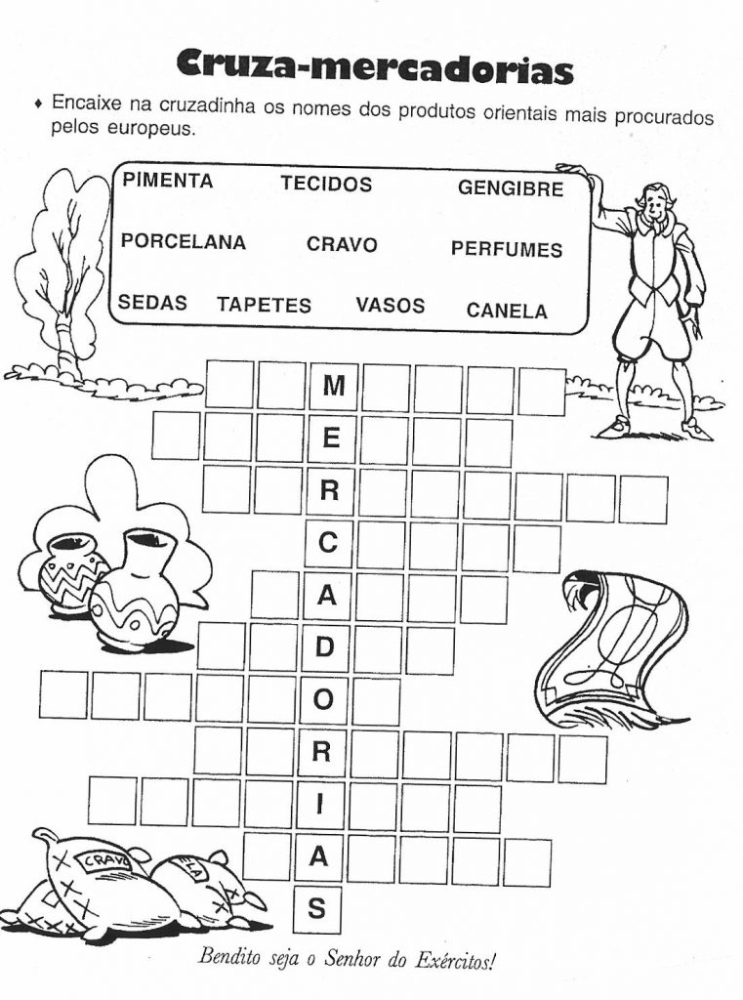 Cruza-mercadorias
♦ Encaixe na cruzadinha os nomes dos produtos orientais mais procurados
pelos europeus.
PIMENTA TECIDOS GENGIBRE
PORCELANA CRAVO PERFUMES
SEDAS TAPETES VASOS CANELA
M
E
R
C
A
D
O
R
I
A
S
CRAVO
ELA
Bendito seja o Senhor do Exércitos!